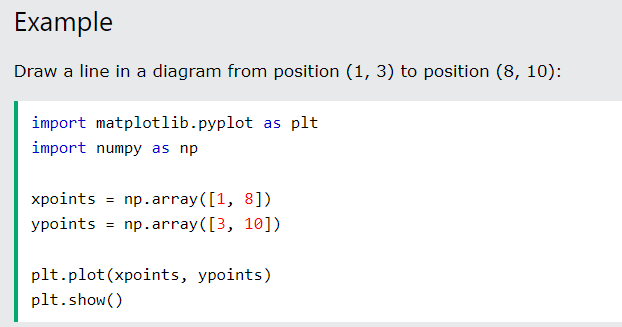 Example
Draw a line in a diagram from position (1, 3) to position (8, 10):
import matplotlib.pyplot as plt
import numpy as np
xpoints = np.array([1, 8])
ypoints = np.array([3, 10])
plt.plot(xpoints, ypoints)
plt.show()